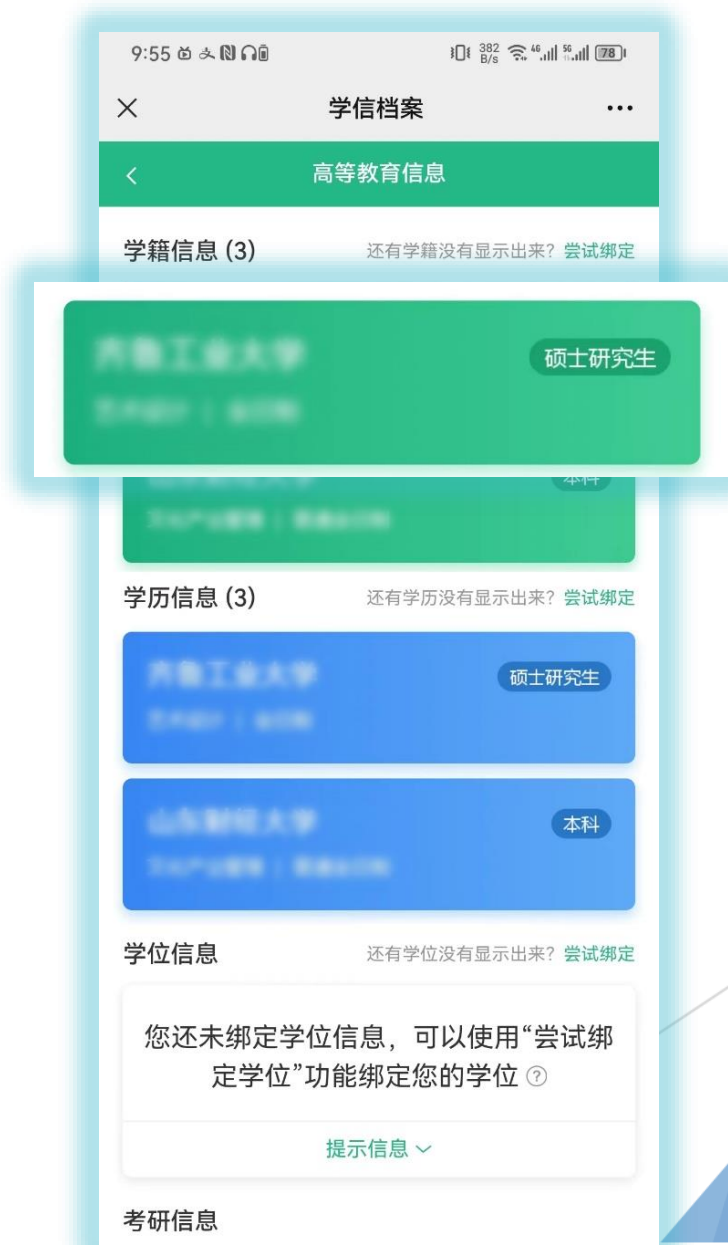 9:55
382 B/s 4G 5G 78
学信档案
高等教育信息
学籍信息 (3)
还有学籍没有显示出来？尝试绑定
硕士研究生
本科
学历信息 (3)
还有学历没有显示出来？尝试绑定
硕士研究生
本科
学位信息
还有学位没有显示出来？尝试绑定
您还未绑定学位信息，可以使用“尝试绑
定学位”功能绑定您的学位
提示信息
考研信息